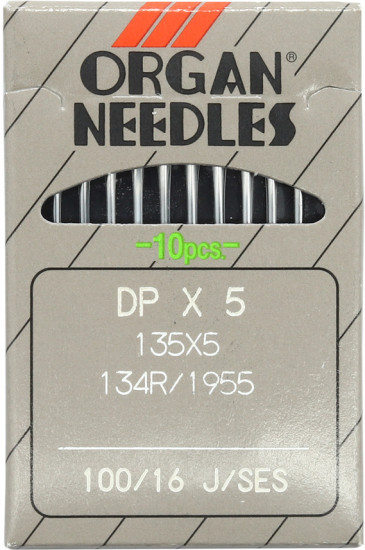 ORGAN®
NEEDLES
-10pcs.-
DP X 5
135X5
134R/1955
100/16 J/SES